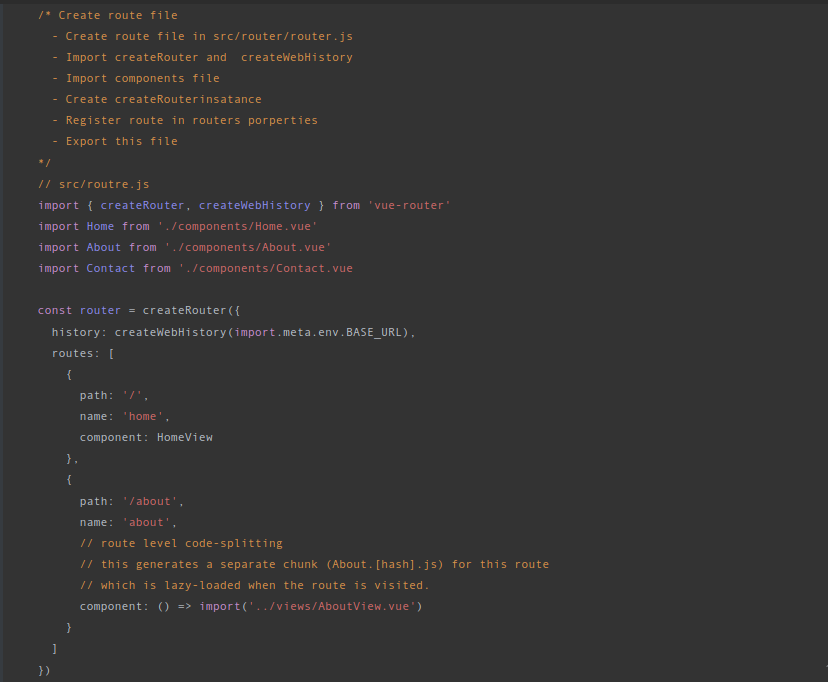 /* Create route file
- Create route file in src/router/router.js
- Import createRouter and  createWebHistory
- Import components file
- Create createRouterinsatance
- Register route in routers porperties
- Export this file
*/
// src/routre.js
import { createRouter, createWebHistory } from 'vue-router'
import Home from './components/Home.vue'
import About from './components/About.vue'
import Contact from './components/Contact.vue
const router = createRouter({
history: createWebHistory(import.meta.env.BASE_URL),
routes: [
{
path: '/',
name: 'home',
component: HomeView
},
{
path: '/about',
name: 'about',
// route level code-splitting
// this generates a separate chunk (About.[hash].js) for this route
// which is lazy-loaded when the route is visited.
component: () => import('../views/AboutView.vue')
}
]
})